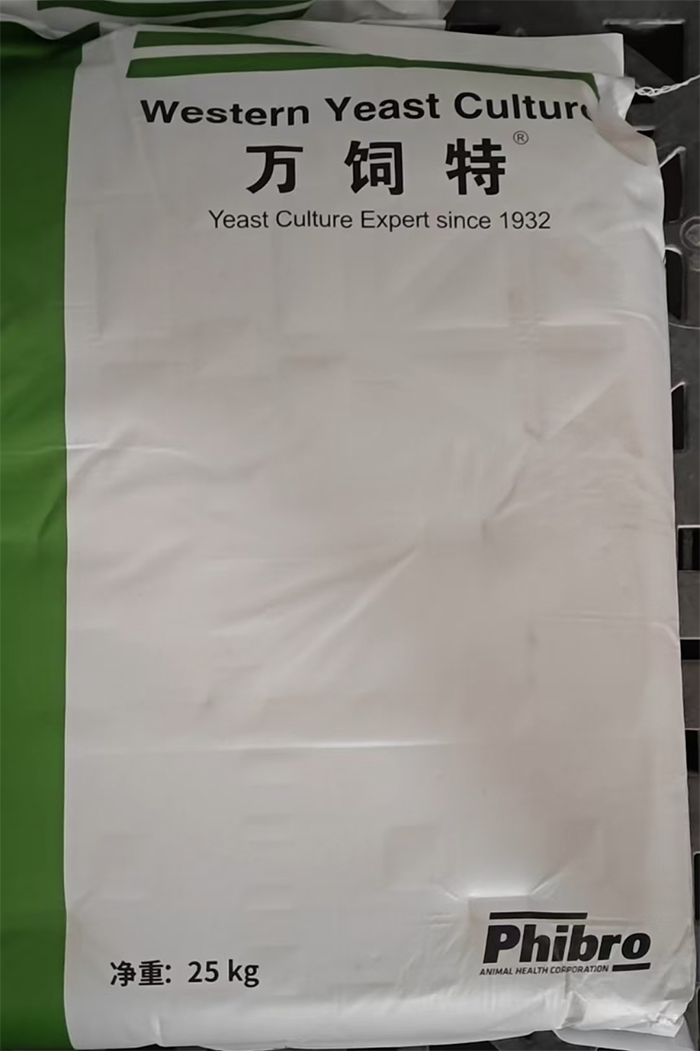 Western Yeast Culture
万饲特®
Yeast Culture Expert since 1932
净重: 25 kg
Phibro
ANIMAL HEALTH CORPORATION